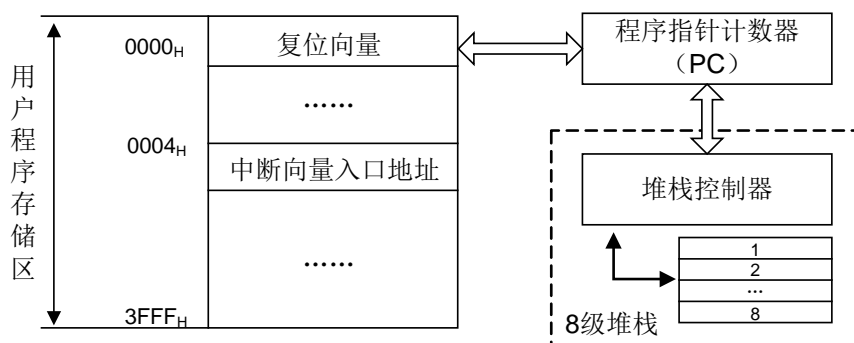 用户程序存储区
0000H
复位向量
……
0004H
中断向量入口地址
……
3FFFH
程序指针计数器
（PC）
堆栈控制器
1
2
...
8
8级堆栈